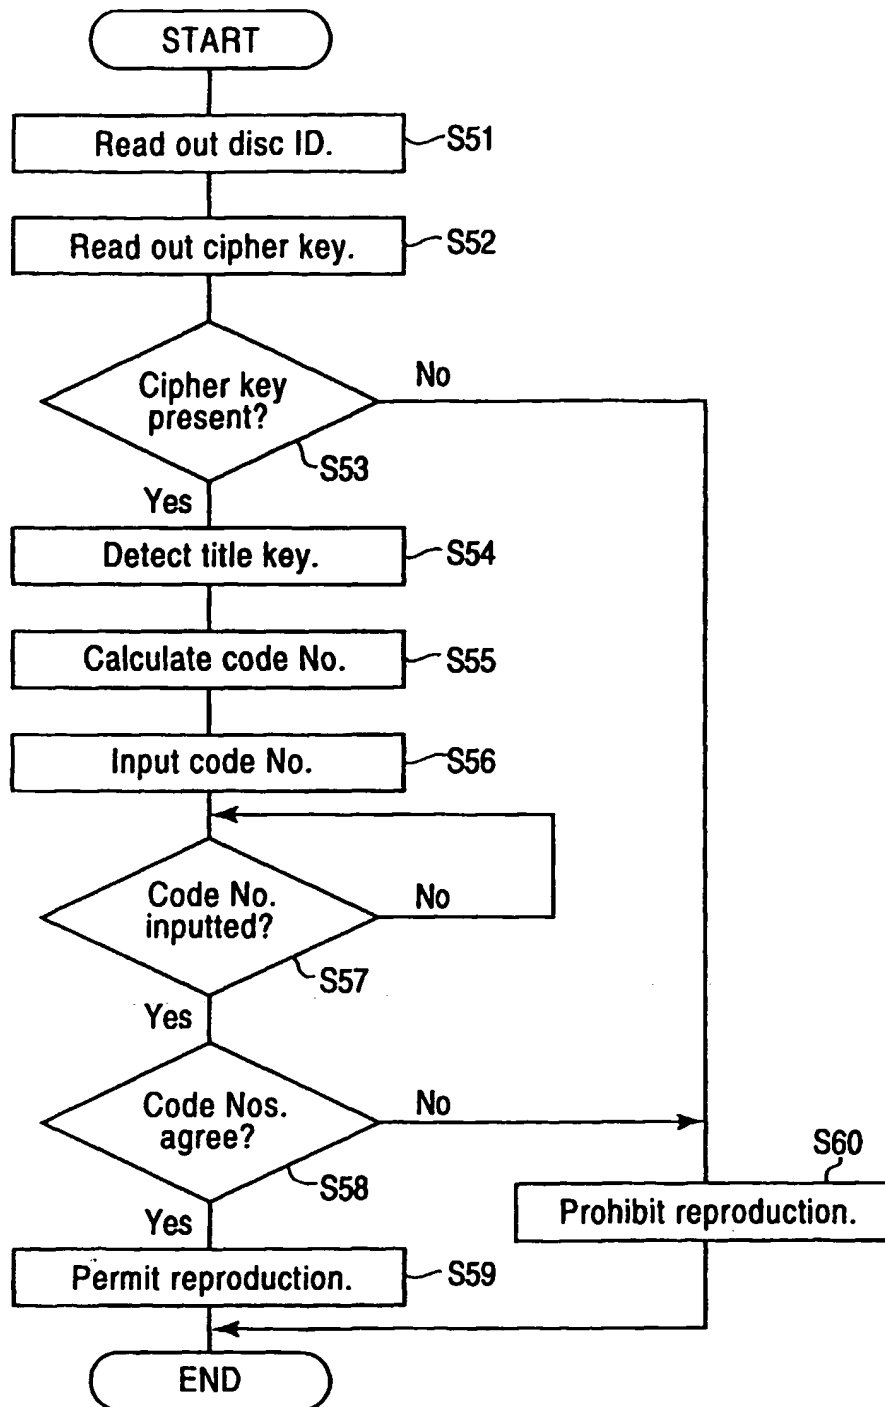 START
Read out disc ID.
S51
Read out cipher key.
S52
Cipher key
present?
No
S53
Yes
Detect title key.
S54
Calculate code No.
S55
Input code No.
S56
Code No.
inputted?
No
S57
Yes
Code Nos.
agree?
No
S58
S60
Prohibit reproduction.
Yes
Permit reproduction.
S59
END